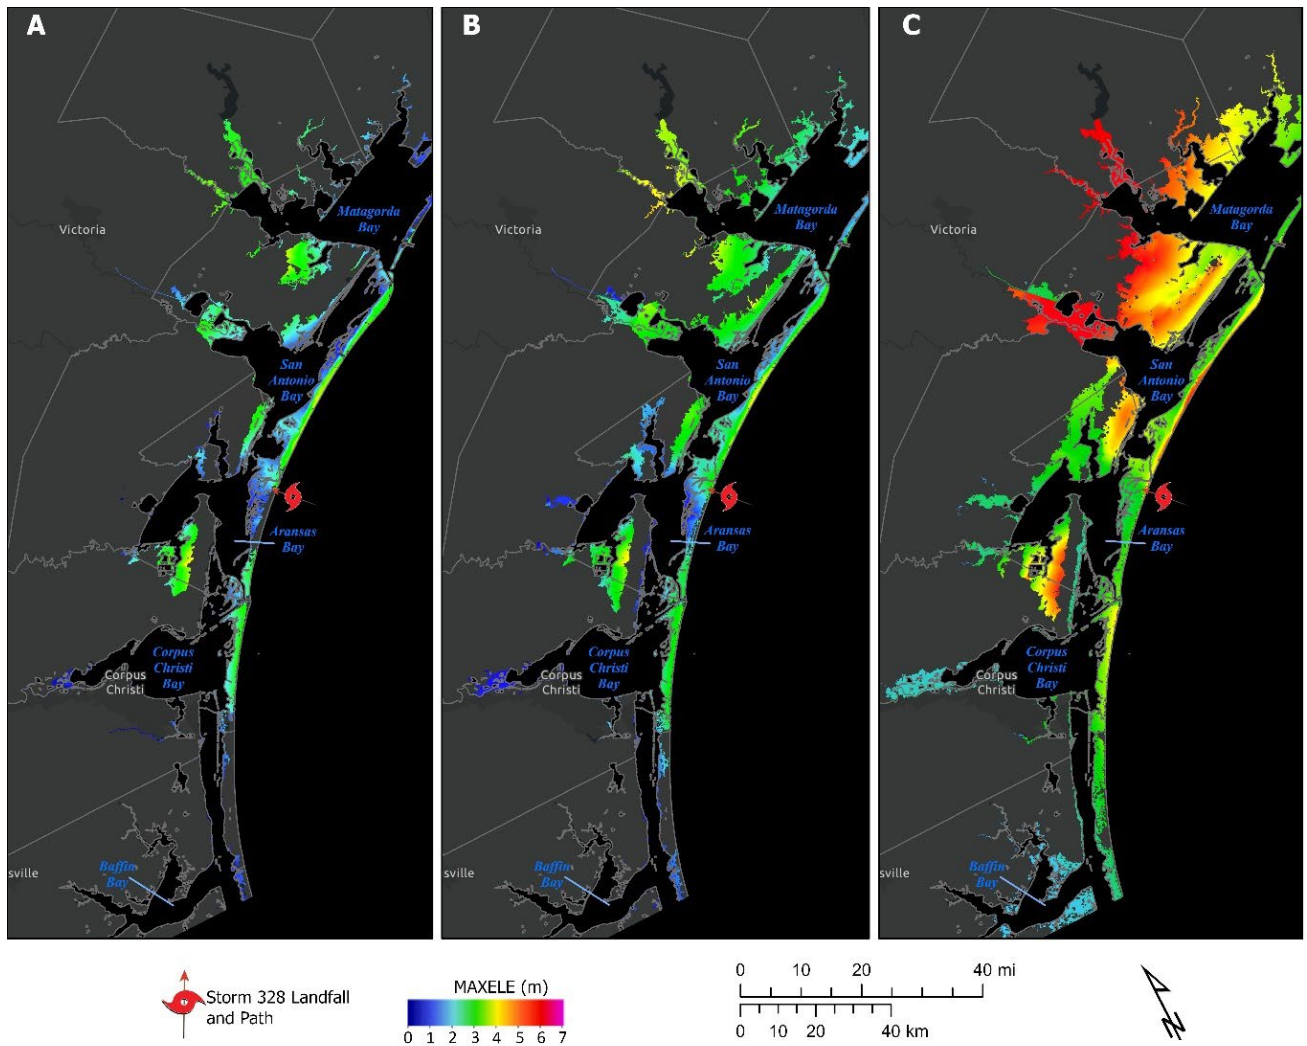 A
Victoria
Matagorda
Bay
San
Antonio
Bay
Aransas
Bay
Corpus
Christi
Bay
Corpus
Christi
Baffin
Bay
sville
B
Victoria
Matagorda
Bay
San
Antonio
Bay
Aransas
Bay
Corpus
Christi
Bay
Corpus
Christi
Baffin
Bay
sville
C
Victoria
Matagorda
Bay
San
Antonio
Bay
Aransas
Bay
Corpus
Christi
Bay
Corpus
Christi
Baffin
Bay
sville
Storm 328 Landfall
and Path
MAXELE (m)
0 1 2 3 4 5 6 7
0 10 20 40 mi
0 10 20 40 km
N